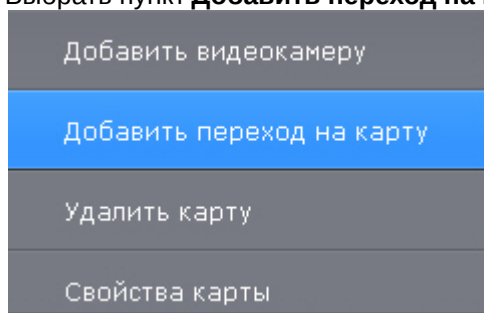 Выбрать пункт Добавить переход на
Добавить видеокамеру
Добавить переход на карту
Удалить карту
Свойства карты